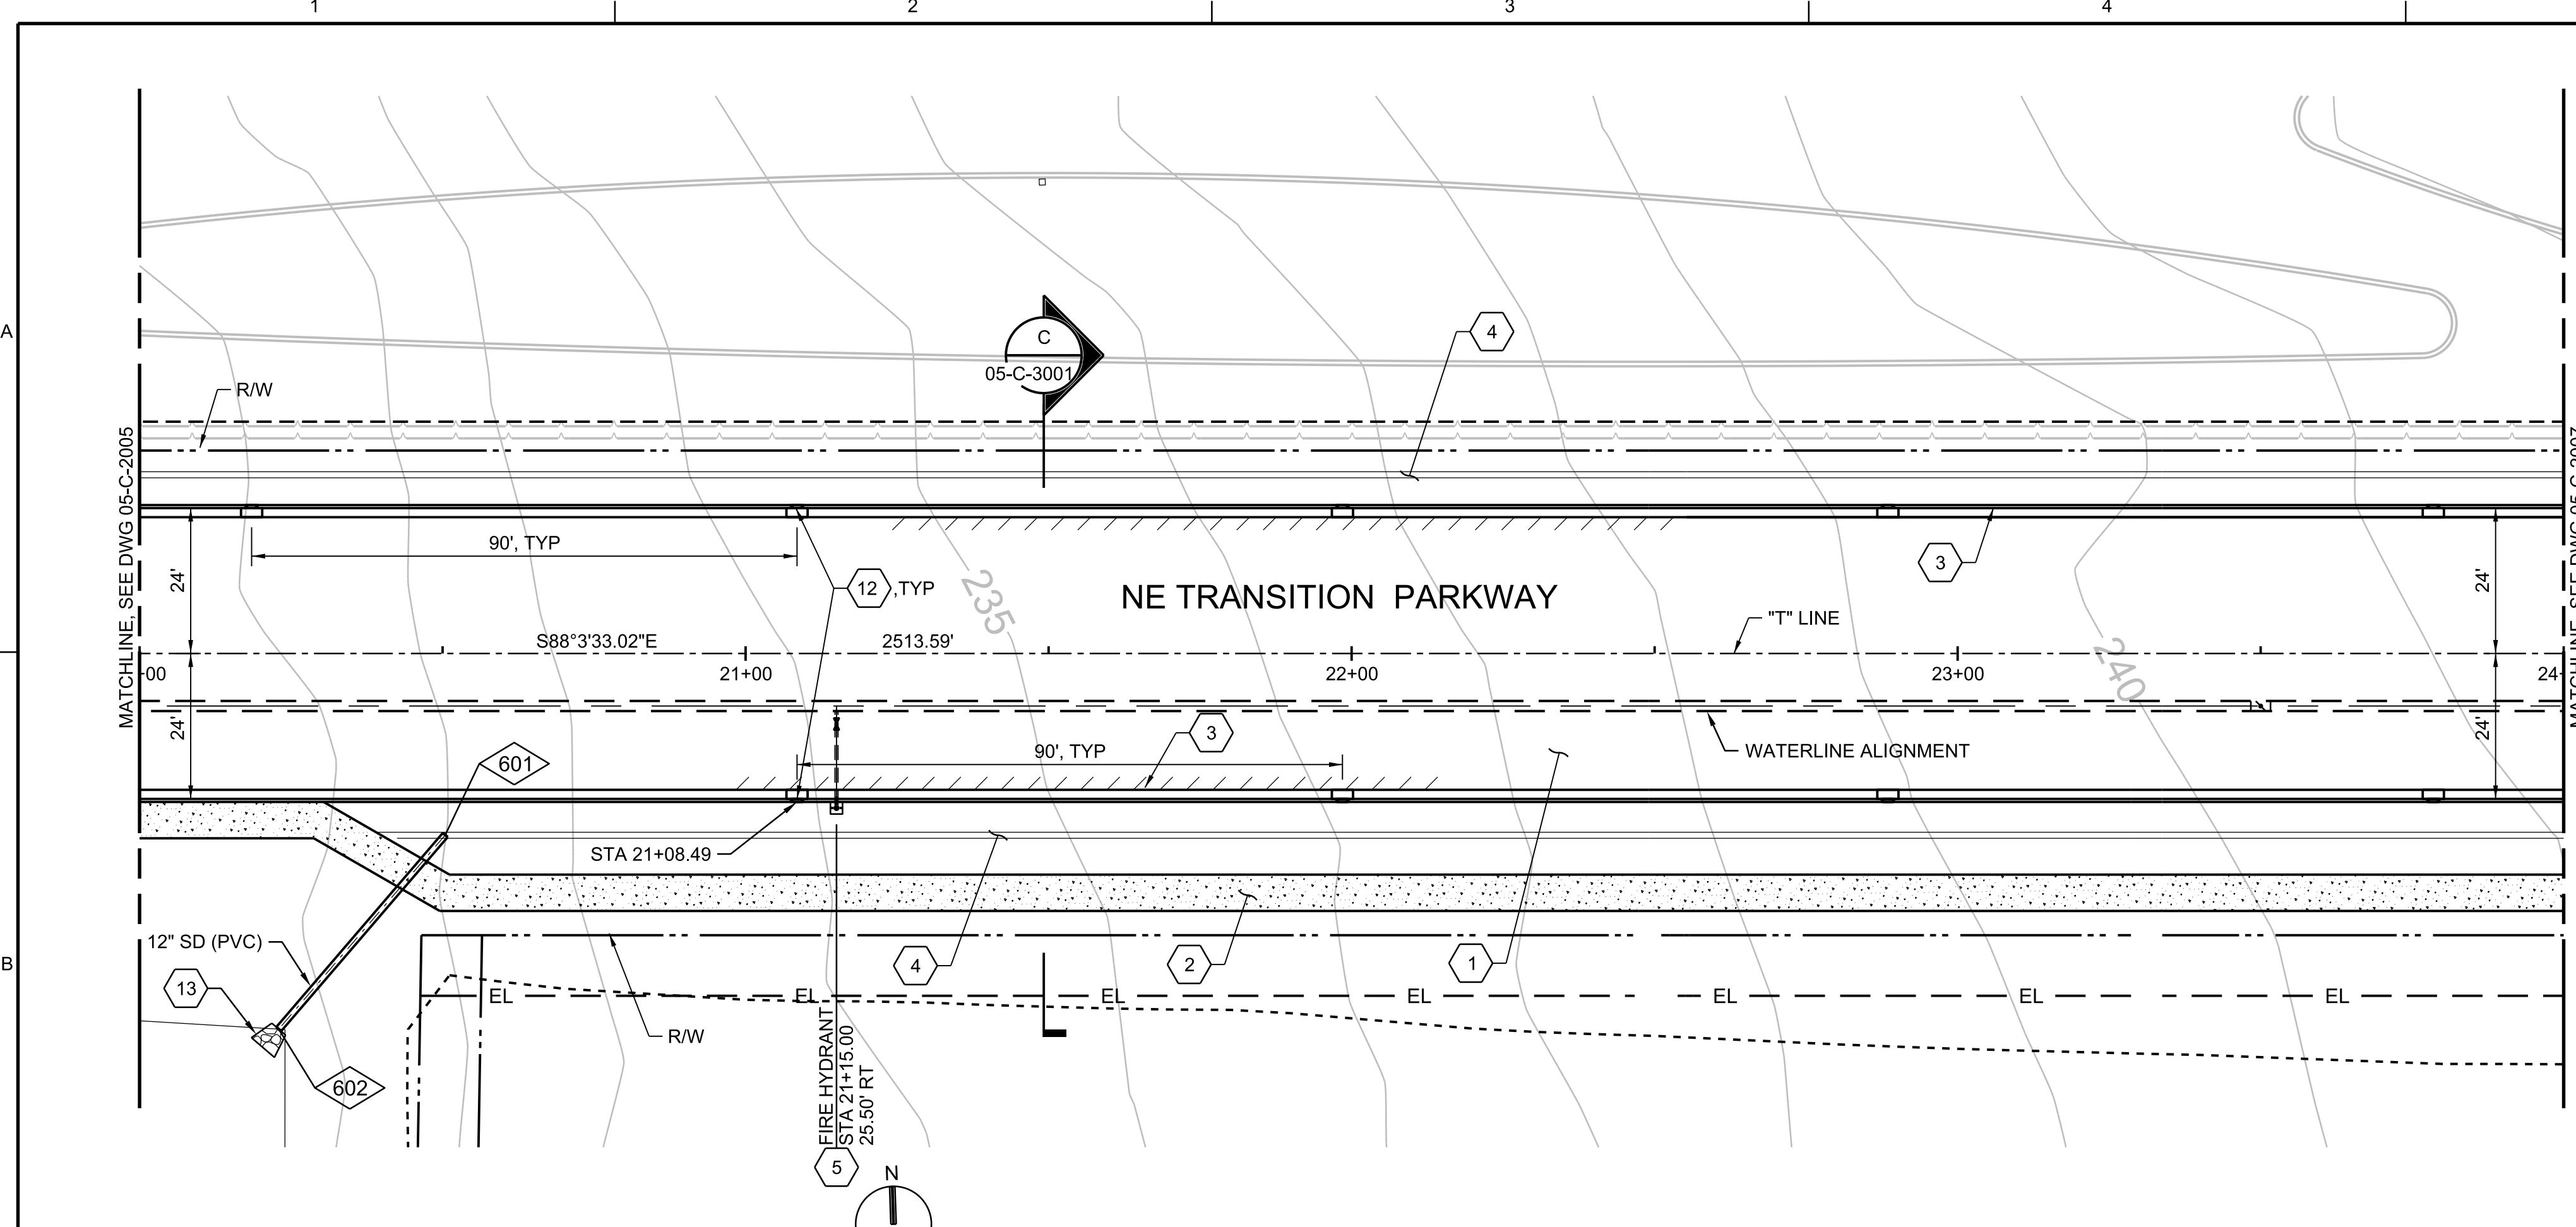 1 2 3 4
A
B
C
05-C-3001
4
R/W
MATCHLINE, SEE DWG 05-C-2005
90', TYP
24'
12 ,TYP
235
NE TRANSITION PARKWAY
3
24'
"T" LINE
S88°3'33.02"E 2513.59'
+00 21+00 22+00 23+00 24+
240
24'
601
90', TYP
3
WATERLINE ALIGNMENT
24'
STA 21+08.49
12" SD (PVC)
13
4
2
1
EL EL EL EL EL EL EL
R/W
602
FIRE HYDRANT
STA 21+15.00
25.50' RT
5
N